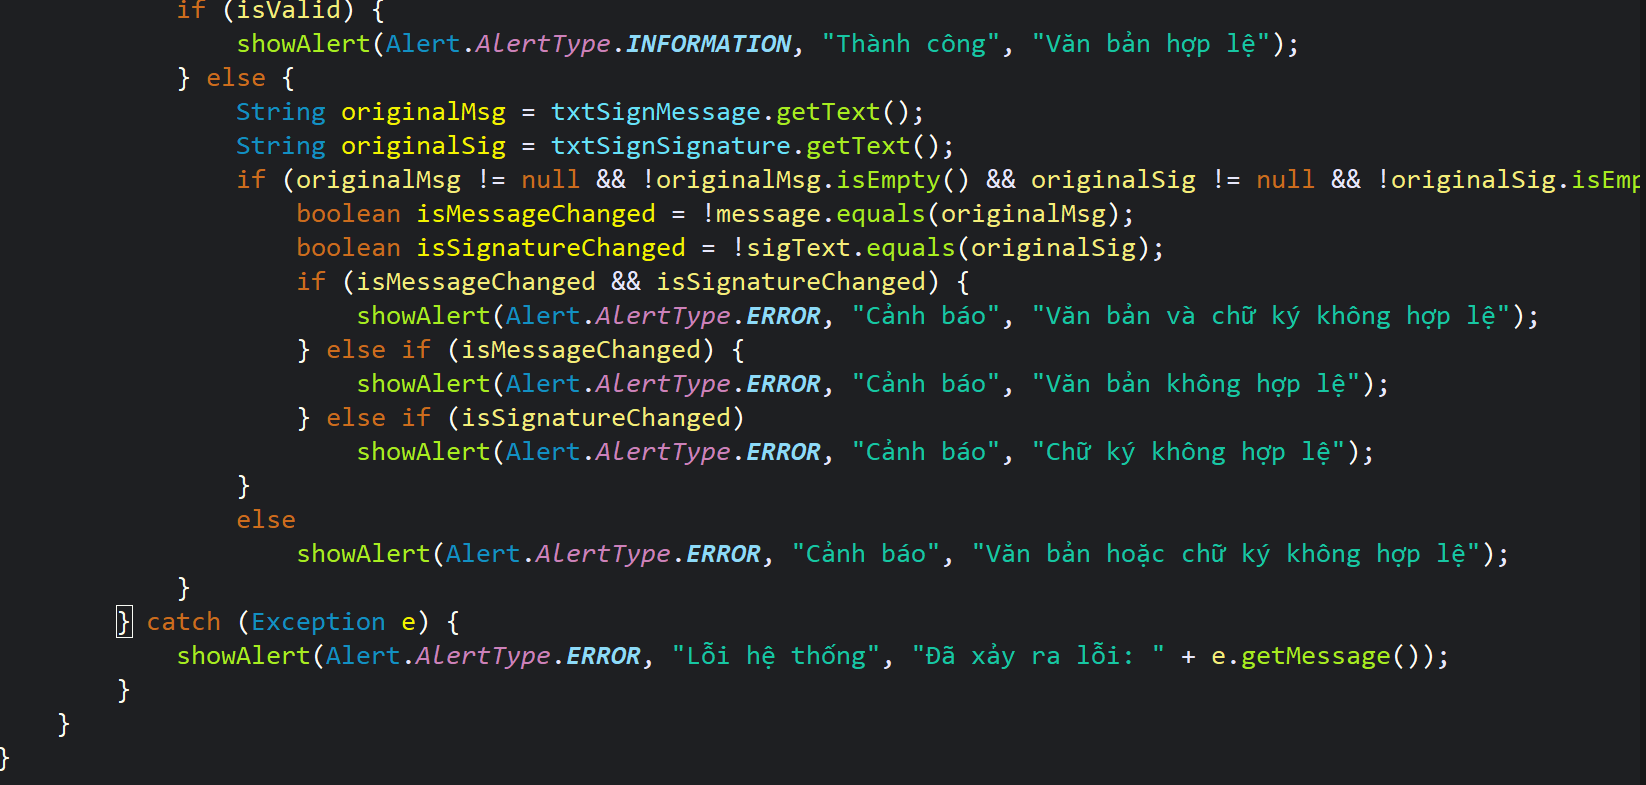 if (isValid) {
showAlert(Alert.AlertType.INFORMATION, "Thành công", "Văn bản hợp lệ");
} else {
String originalMsg = txtSignMessage.getText();
String originalSig = txtSignSignature.getText();
if (originalMsg != null && !originalMsg.isEmpty() && originalSig != null && !originalSig.isEmp
boolean isMessageChanged = !message.equals(originalMsg);
boolean isSignatureChanged = !sigText.equals(originalSig);
if (isMessageChanged && isSignatureChanged) {
showAlert(Alert.AlertType.ERROR, "Cảnh báo", "Văn bản và chữ ký không hợp lệ");
} else if (isMessageChanged) {
showAlert(Alert.AlertType.ERROR, "Cảnh báo", "Văn bản không hợp lệ");
} else if (isSignatureChanged)
showAlert(Alert.AlertType.ERROR, "Cảnh báo", "Chữ ký không hợp lệ");
}
else
showAlert(Alert.AlertType.ERROR, "Cảnh báo", "Văn bản hoặc chữ ký không hợp lệ");
}
} catch (Exception e) {
showAlert(Alert.AlertType.ERROR, "Lỗi hệ thống", "Đã xảy ra lỗi: " + e.getMessage());
}
}
}